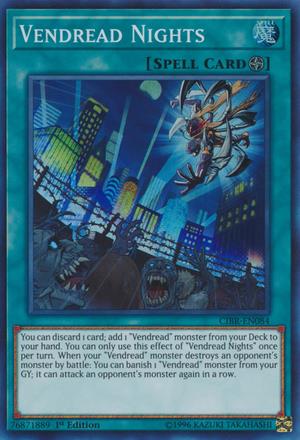 VENDREAD NIGHTS
魔
[SPELL CARD]
CIBR-EN084
You can discard 1 card; add 1 "Vendread" monster from your Deck to
your hand. You can only use this effect of "Vendread Nights" once
per turn. When your "Vendread" monster destroys an opponent's
monster by battle: You can banish 1 "Vendread" monster from your
GY; it can attack an opponent's monster again in a row.
76871889 1st Edition
©1996 KAZUKI TAKAHASHI